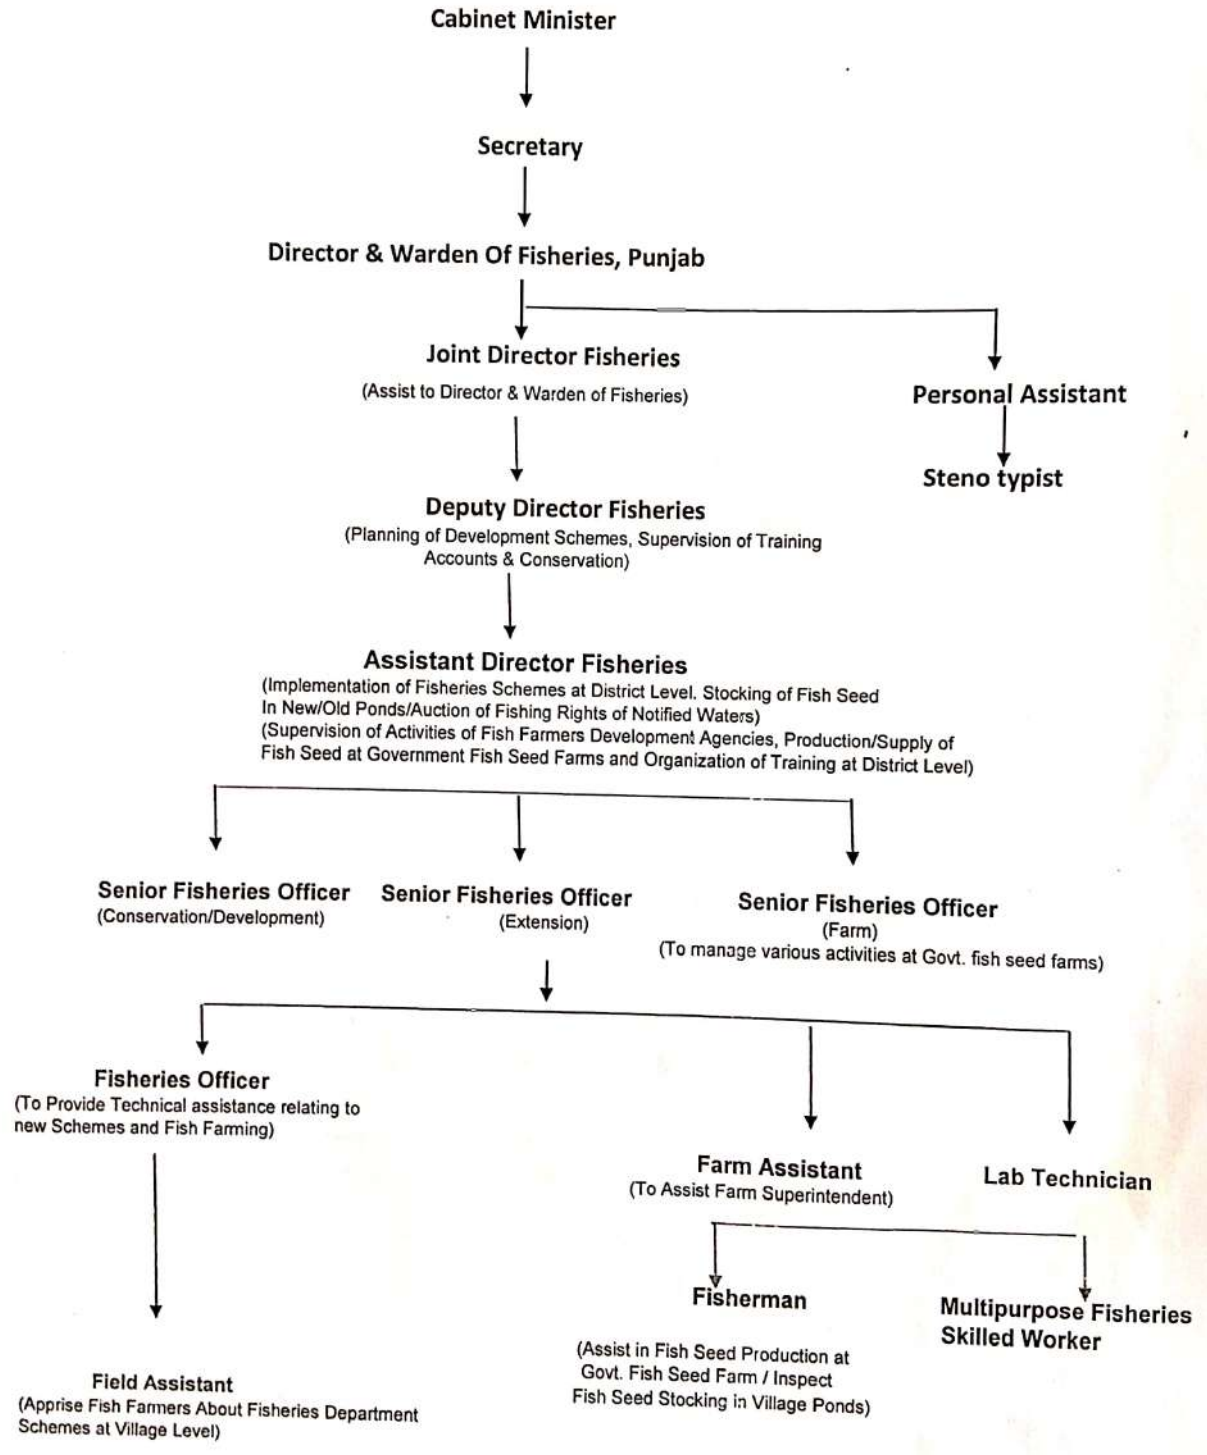 Cabinet Minister
Secretary
Director & Warden Of Fisheries, Punjab
Joint Director Fisheries
(Assist to Director & Warden of Fisheries)
Personal Assistant
Steno typist
Deputy Director Fisheries
(Planning of Development Schemes, Supervision of Training
Accounts & Conservation)
Assistant Director Fisheries
(Implementation of Fisheries Schemes at District Level. Stocking of Fish Seed
In New/Old Ponds/Auction of Fishing Rights of Notified Waters)
(Supervision of Activities of Fish Farmers Development Agencies, Production/Supply of
Fish Seed at Government Fish Seed Farms and Organization of Training at District Level)
Senior Fisheries Officer
(Conservation/Development)
Senior Fisheries Officer
(Extension)
Senior Fisheries Officer
(Farm)
(To manage various activities at Govt. fish seed farms)
Fisheries Officer
(To Provide Technical assistance relating to
new Schemes and Fish Farming)
Farm Assistant
(To Assist Farm Superintendent)
Lab Technician
Fisherman
(Assist in Fish Seed Production at
Govt. Fish Seed Farm / Inspect
Fish Seed Stocking in Village Ponds)
Multipurpose Fisheries
Skilled Worker
Field Assistant
(Apprise Fish Farmers About Fisheries Department
Schemes at Village Level)